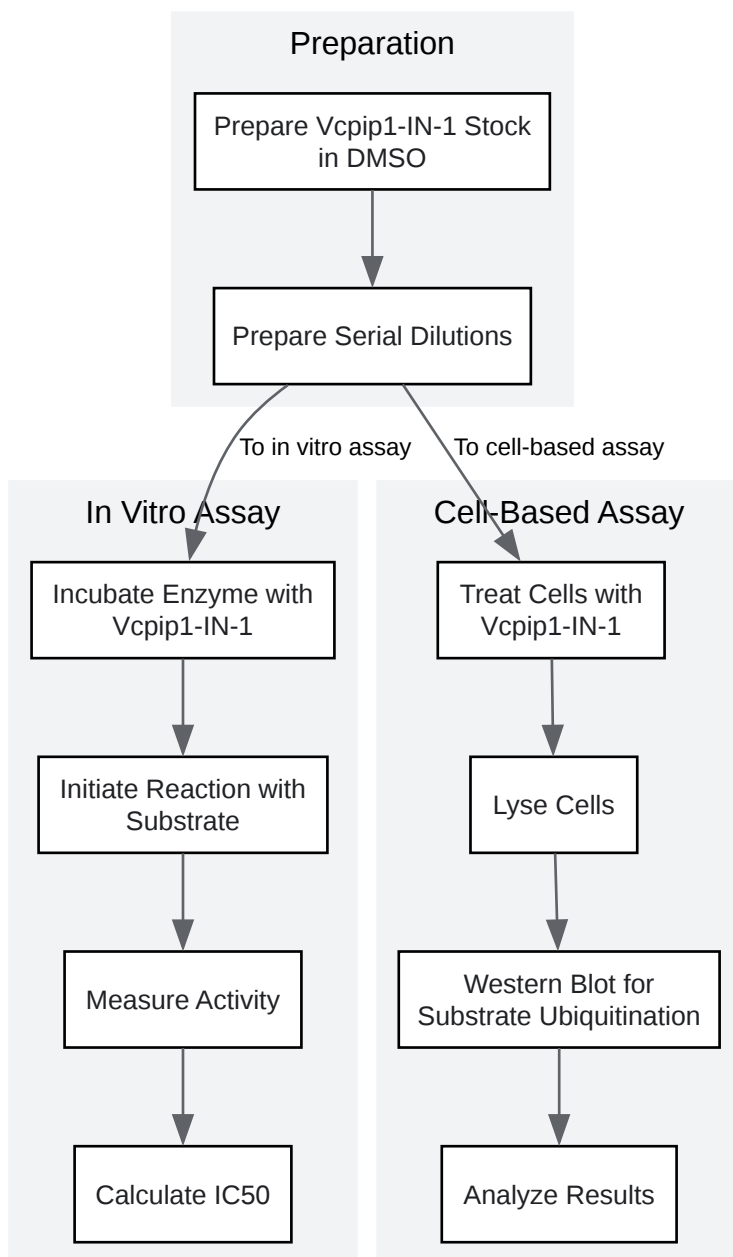 Preparation
Prepare Vcpip1-IN-1 Stock
in DMSO
Prepare Serial Dilutions
To in vitro assay
To cell-based assay
In Vitro Assay
Incubate Enzyme with
Vcpip1-IN-1
Initiate Reaction with
Substrate
Measure Activity
Calculate IC50
Cell-Based Assay
Treat Cells with
Vcpip1-IN-1
Lyse Cells
Western Blot for
Substrate Ubiquitination
Analyze Results